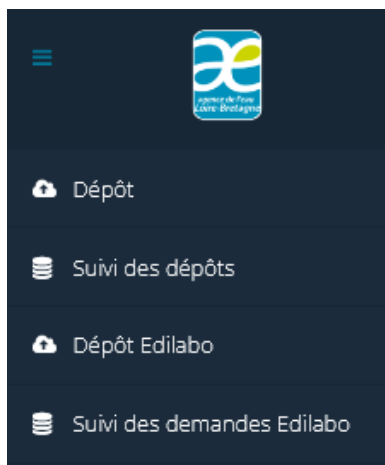 agence de l'eau
Loire-Bretagne
Dépôt
Suivi des dépôts
Dépôt Edilabo
Suivi des demandes Edilabo